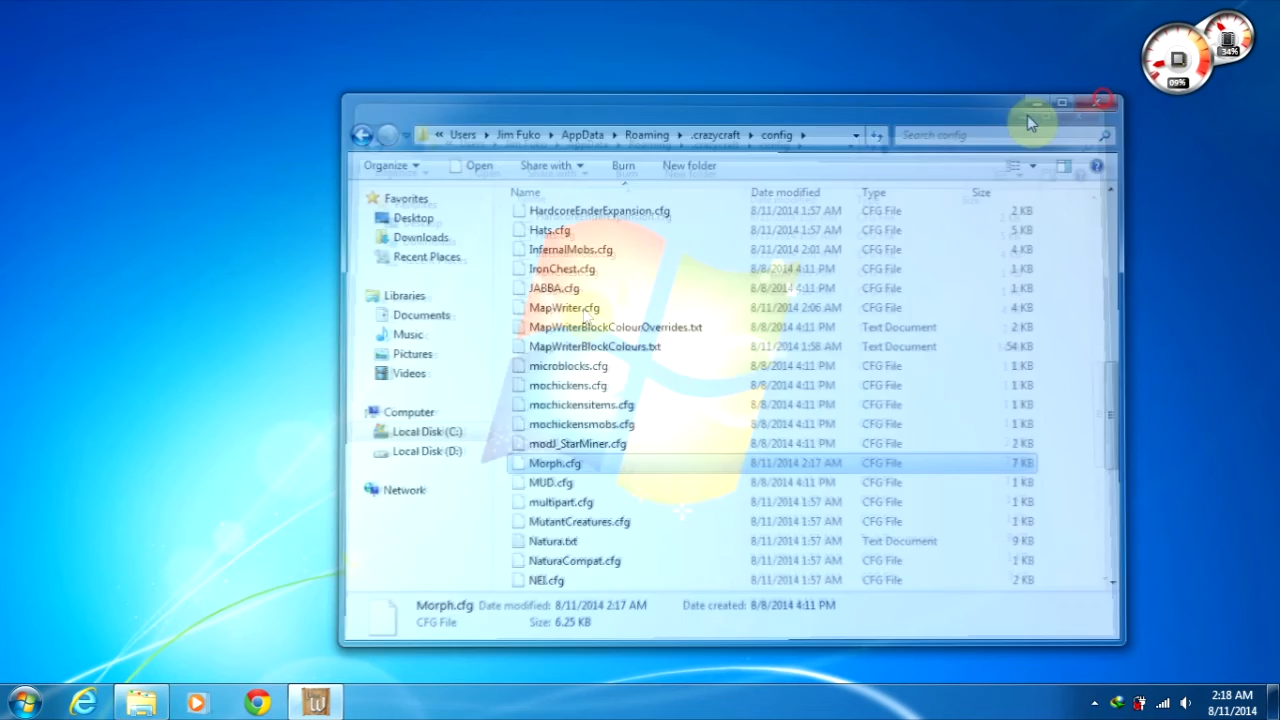 34%
09%
« Users ▸ Jim Fuko ▸ AppData ▸ Roaming ▸ .crazycraft ▸ config ▸
Search config
Organize ▾ Open Share with ▾ Burn New folder
Name Date modified Type Size
Favorites
Desktop
Downloads
Recent Places
Libraries
Documents
Music
Pictures
Videos
Computer
Local Disk (C:)
Local Disk (D:)
Network
HardcoreEnderExpansion.cfg 8/11/2014 1:57 AM CFG File 2 KB
Hats.cfg 8/11/2014 1:57 AM CFG File 5 KB
InfernalMobs.cfg 8/11/2014 2:01 AM CFG File 4 KB
IronChest.cfg 8/8/2014 4:11 PM CFG File 1 KB
JABBA.cfg 8/8/2014 4:11 PM CFG File 1 KB
MapWriter.cfg 8/11/2014 2:06 AM CFG File 4 KB
MapWriterBlockColourOverrides.txt 8/8/2014 4:11 PM Text Document 2 KB
MapWriterBlockColours.txt 8/11/2014 1:58 AM Text Document 54 KB
microblocks.cfg 8/8/2014 4:11 PM CFG File 1 KB
mochickens.cfg 8/8/2014 4:11 PM CFG File 1 KB
mochickensitems.cfg 8/8/2014 4:11 PM CFG File 1 KB
mochickensmobs.cfg 8/8/2014 4:11 PM CFG File 1 KB
modJ_StarMiner.cfg 8/8/2014 4:11 PM CFG File 2 KB
Morph.cfg 8/11/2014 2:17 AM CFG File 7 KB
MUD.cfg 8/8/2014 4:11 PM CFG File 1 KB
multipart.cfg 8/11/2014 1:57 AM CFG File 1 KB
MutantCreatures.cfg 8/11/2014 1:57 AM CFG File 1 KB
Natura.txt 8/11/2014 1:57 AM Text Document 9 KB
NaturaCompat.cfg 8/11/2014 1:57 AM CFG File 1 KB
NEI.cfg 8/11/2014 1:57 AM CFG File 2 KB
Morph.cfg Date modified: 8/11/2014 2:17 AM Date created: 8/8/2014 4:11 PM
CFG File Size: 6.25 KB
2:18 AM
8/11/2014